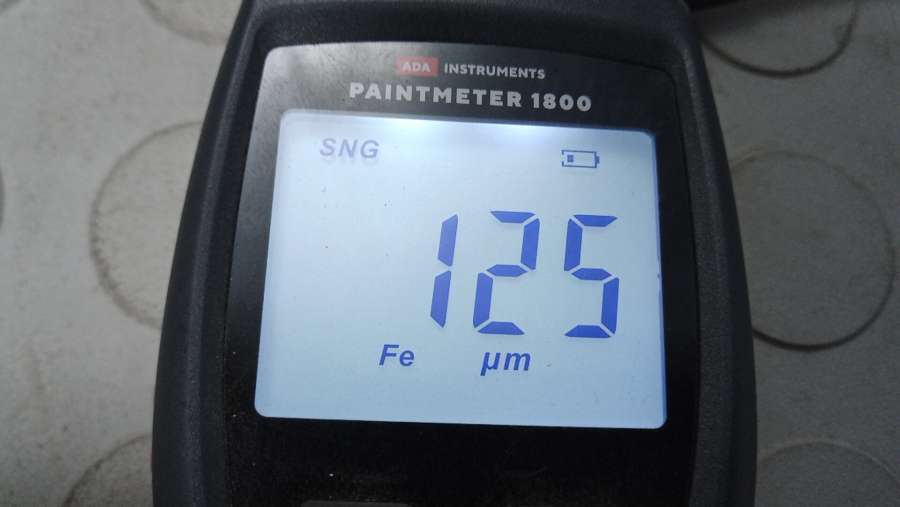 ADA INSTRUMENTS
PAINTMETER 1800
SNG
125
Fe µm